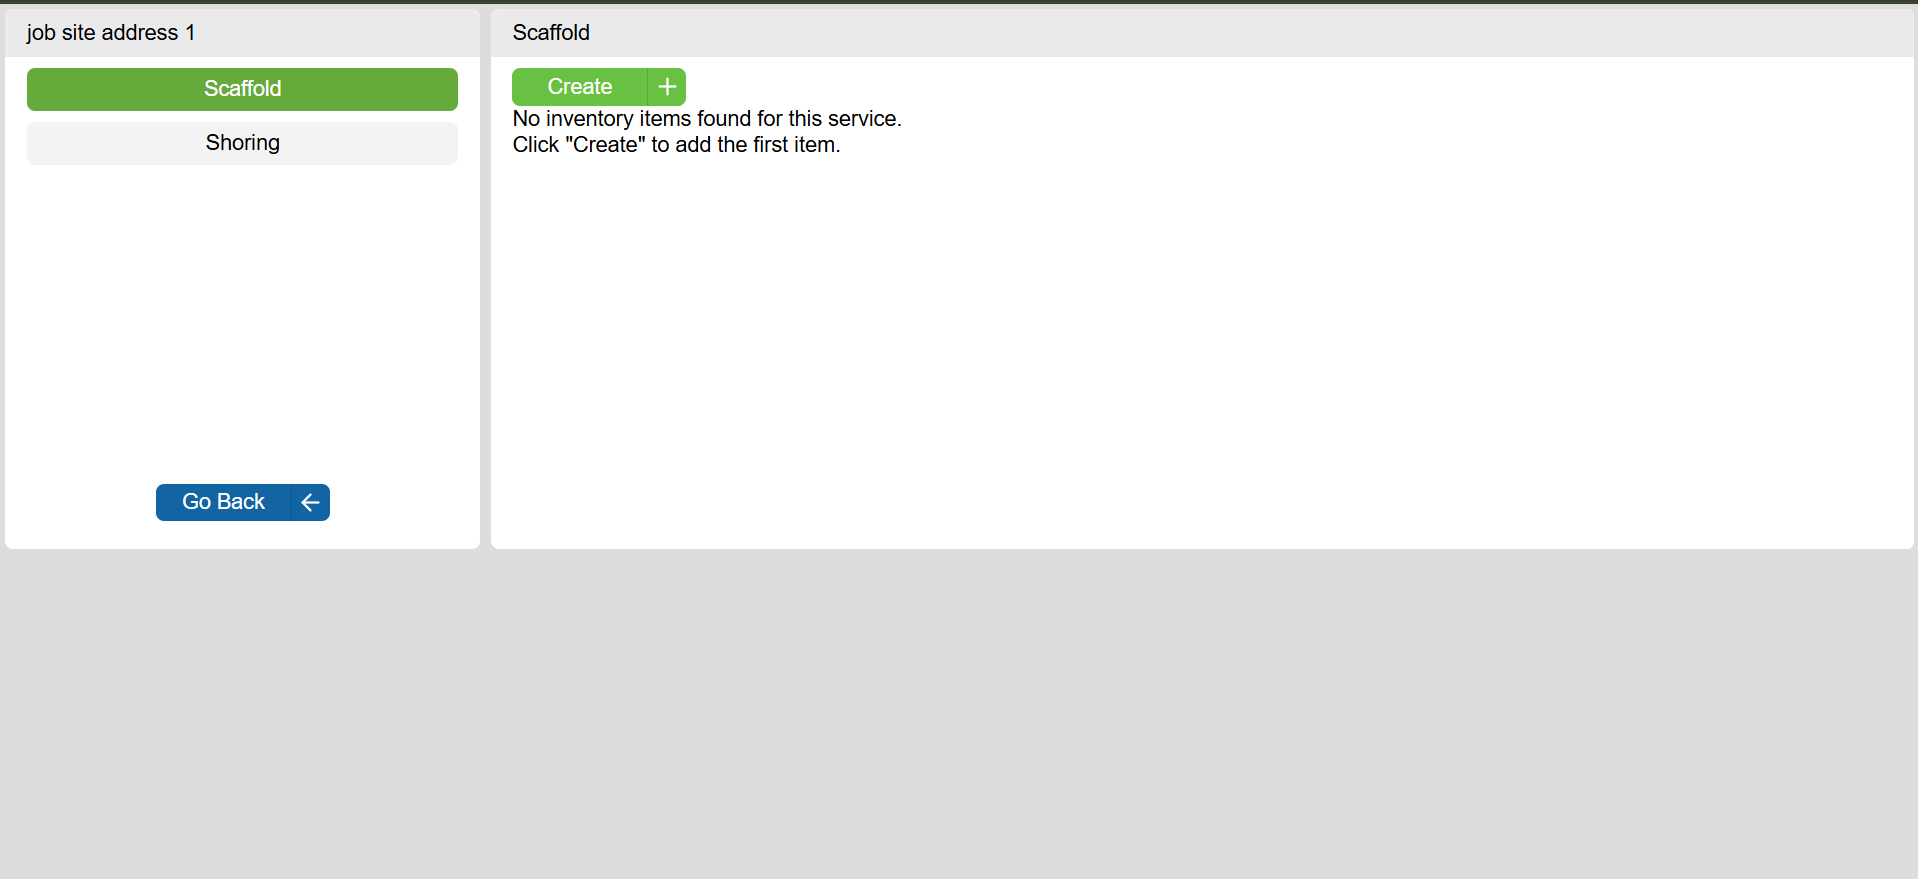 job site address 1
Scaffold
Shoring
Go Back
Scaffold
Create
No inventory items found for this service.
Click "Create" to add the first item.